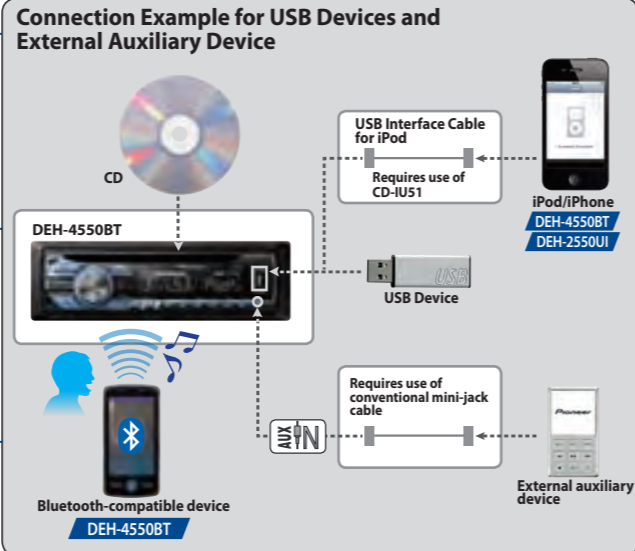 Connection Example for USB Devices and
External Auxiliary Device
CD
USB Interface Cable
for iPod
Requires use of
CD-IU51
iPod/iPhone
DEH-4550BT
DEH-2550UI
DEH-4550BT
USB
USB Device
Requires use of
conventional mini-jack
cable
Pioneer
AUX IN
External auxiliary
device
Bluetooth-compatible device
DEH-4550BT